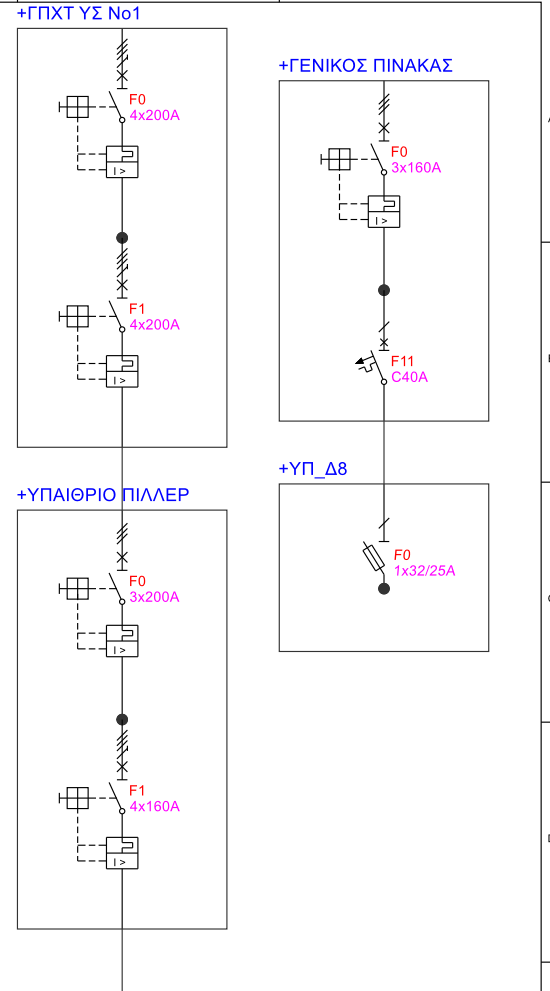 +ΓΠΧΤ ΥΣ Νο1
F0
4x200A
I >
F1
4x200A
I >
+ΥΠΑΙΘΡΙΟ ΠΙΛΛΕΡ
F0
3x200A
I >
F1
4x160A
I >
+ΓΕΝΙΚΟΣ ΠΙΝΑΚΑΣ
F0
3x160A
I >
F11
C40A
+ΥΠ_Δ8
F0
1x32/25A